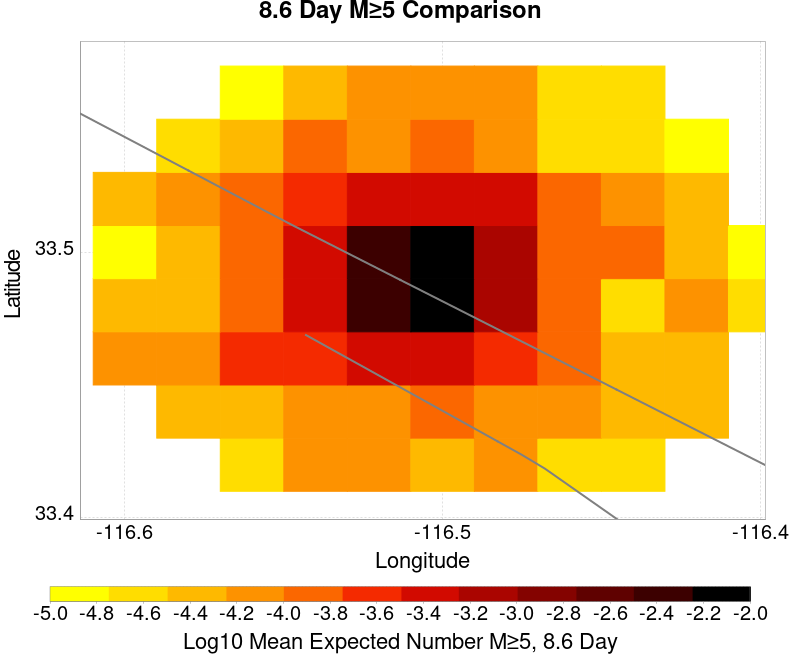 8.6 Day M≥5 Comparison
Latitude
33.5
33.4
-116.6 -116.5 -116.4
Longitude
-5.0 -4.8 -4.6 -4.4 -4.2 -4.0 -3.8 -3.6 -3.4 -3.2 -3.0 -2.8 -2.6 -2.4 -2.2 -2.0
Log10 Mean Expected Number M≥5, 8.6 Day